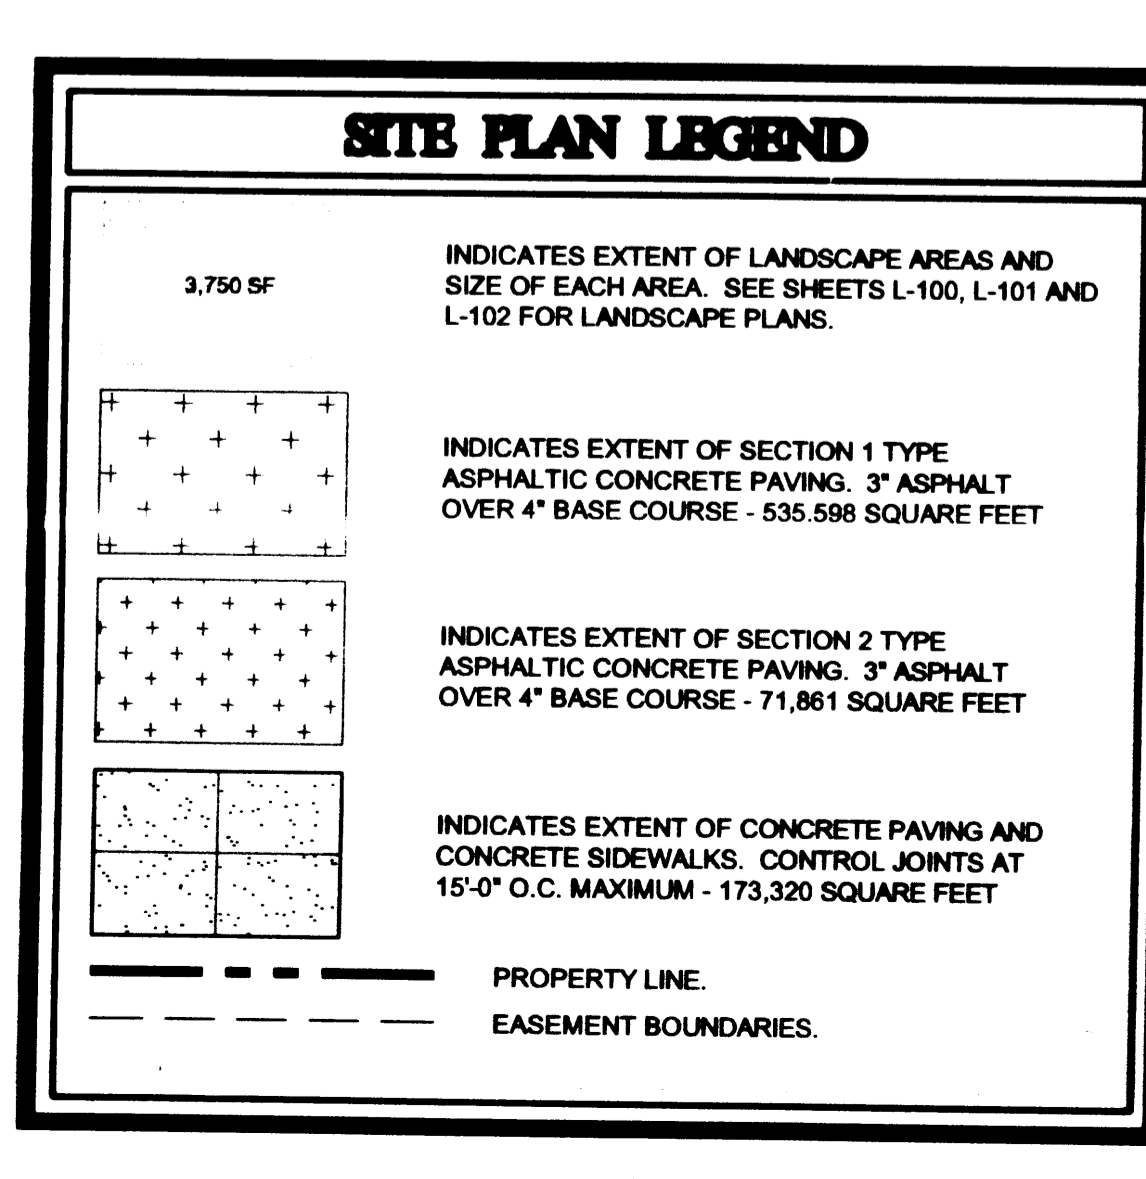 SITE PLAN LEGEND
3,750 SF
INDICATES EXTENT OF LANDSCAPE AREAS AND
SIZE OF EACH AREA. SEE SHEETS L-100, L-101 AND
L-102 FOR LANDSCAPE PLANS.
INDICATES EXTENT OF SECTION 1 TYPE
ASPHALTIC CONCRETE PAVING. 3" ASPHALT
OVER 4" BASE COURSE - 535.598 SQUARE FEET
INDICATES EXTENT OF SECTION 2 TYPE
ASPHALTIC CONCRETE PAVING. 3" ASPHALT
OVER 4" BASE COURSE - 71,861 SQUARE FEET
INDICATES EXTENT OF CONCRETE PAVING AND
CONCRETE SIDEWALKS. CONTROL JOINTS AT
15'-0" O.C. MAXIMUM - 173,320 SQUARE FEET
PROPERTY LINE.
EASEMENT BOUNDARIES.